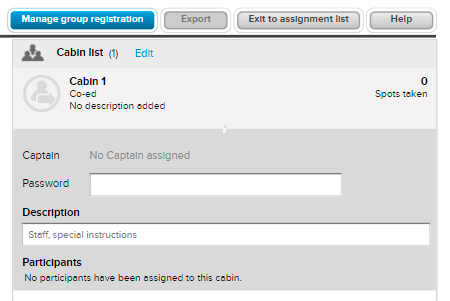 Manage group registration Export Exit to assignment list Help
Cabin list (1) Edit
Cabin 1 0
Co-ed Spots taken
No description added
Captain No Captain assigned
Password
Description
Staff, special instructions
Participants
No participants have been assigned to this cabin.